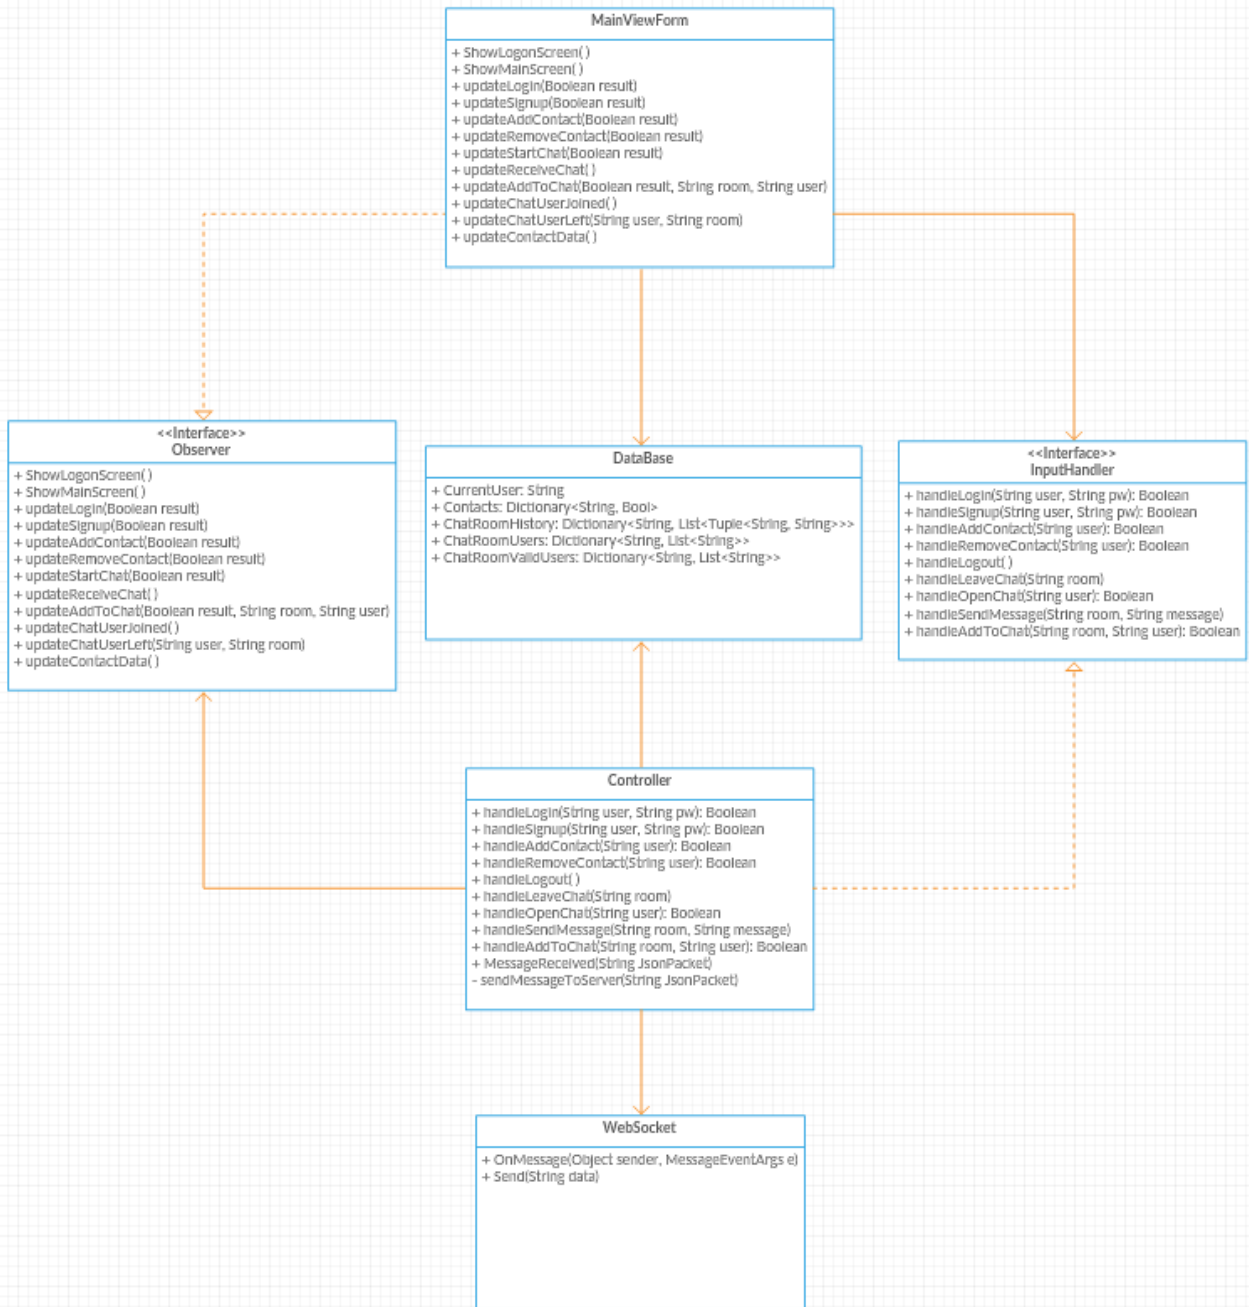 MainViewForm
+ ShowLogonScreen( )
+ ShowMainScreen( )
+ updateLogin(Boolean result)
+ updateSignup(Boolean result)
+ updateAddContact(Boolean result)
+ updateRemoveContact(Boolean result)
+ updateStartChat(Boolean result)
+ updateReceiveChat( )
+ updateAddToChat(Boolean result, String room, String user)
+ updateChatUserJoined( )
+ updateChatUserLeft(String user, String room)
+ updateContactData( )
<<Interface>>
Observer
+ ShowLogonScreen( )
+ ShowMainScreen( )
+ updateLogin(Boolean result)
+ updateSignup(Boolean result)
+ updateAddContact(Boolean result)
+ updateRemoveContact(Boolean result)
+ updateStartChat(Boolean result)
+ updateReceiveChat( )
+ updateAddToChat(Boolean result, String room, String user)
+ updateChatUserJoined( )
+ updateChatUserLeft(String user, String room)
+ updateContactData( )
DataBase
+ CurrentUser: String
+ Contacts: Dictionary<String, Bool>
+ ChatRoomHistory: Dictionary<String, List<Tuple<String, String>>>
+ ChatRoomUsers: Dictionary<String, List<String>>
+ ChatRoomValidUsers: Dictionary<String, List<String>>
<<Interface>>
InputHandler
+ handleLogin(String user, String pw): Boolean
+ handleSignup(String user, String pw): Boolean
+ handleAddContact(String user): Boolean
+ handleRemoveContact(String user): Boolean
+ handleLogout( )
+ handleLeaveChat(String room)
+ handleOpenChat(String user): Boolean
+ handleSendMessage(String room, String message)
+ handleAddToChat(String room, String user): Boolean
Controller
+ handleLogin(String user, String pw): Boolean
+ handleSignup(String user, String pw): Boolean
+ handleAddContact(String user): Boolean
+ handleRemoveContact(String user): Boolean
+ handleLogout( )
+ handleLeaveChat(String room)
+ handleOpenChat(String user): Boolean
+ handleSendMessage(String room, String message)
+ handleAddToChat(String room, String user): Boolean
+ MessageReceived(String JsonPacket)
- sendMessageToServer(String JsonPacket)
WebSocket
+ OnMessage(Object sender, MessageEventArgs e)
+ Send(String data)